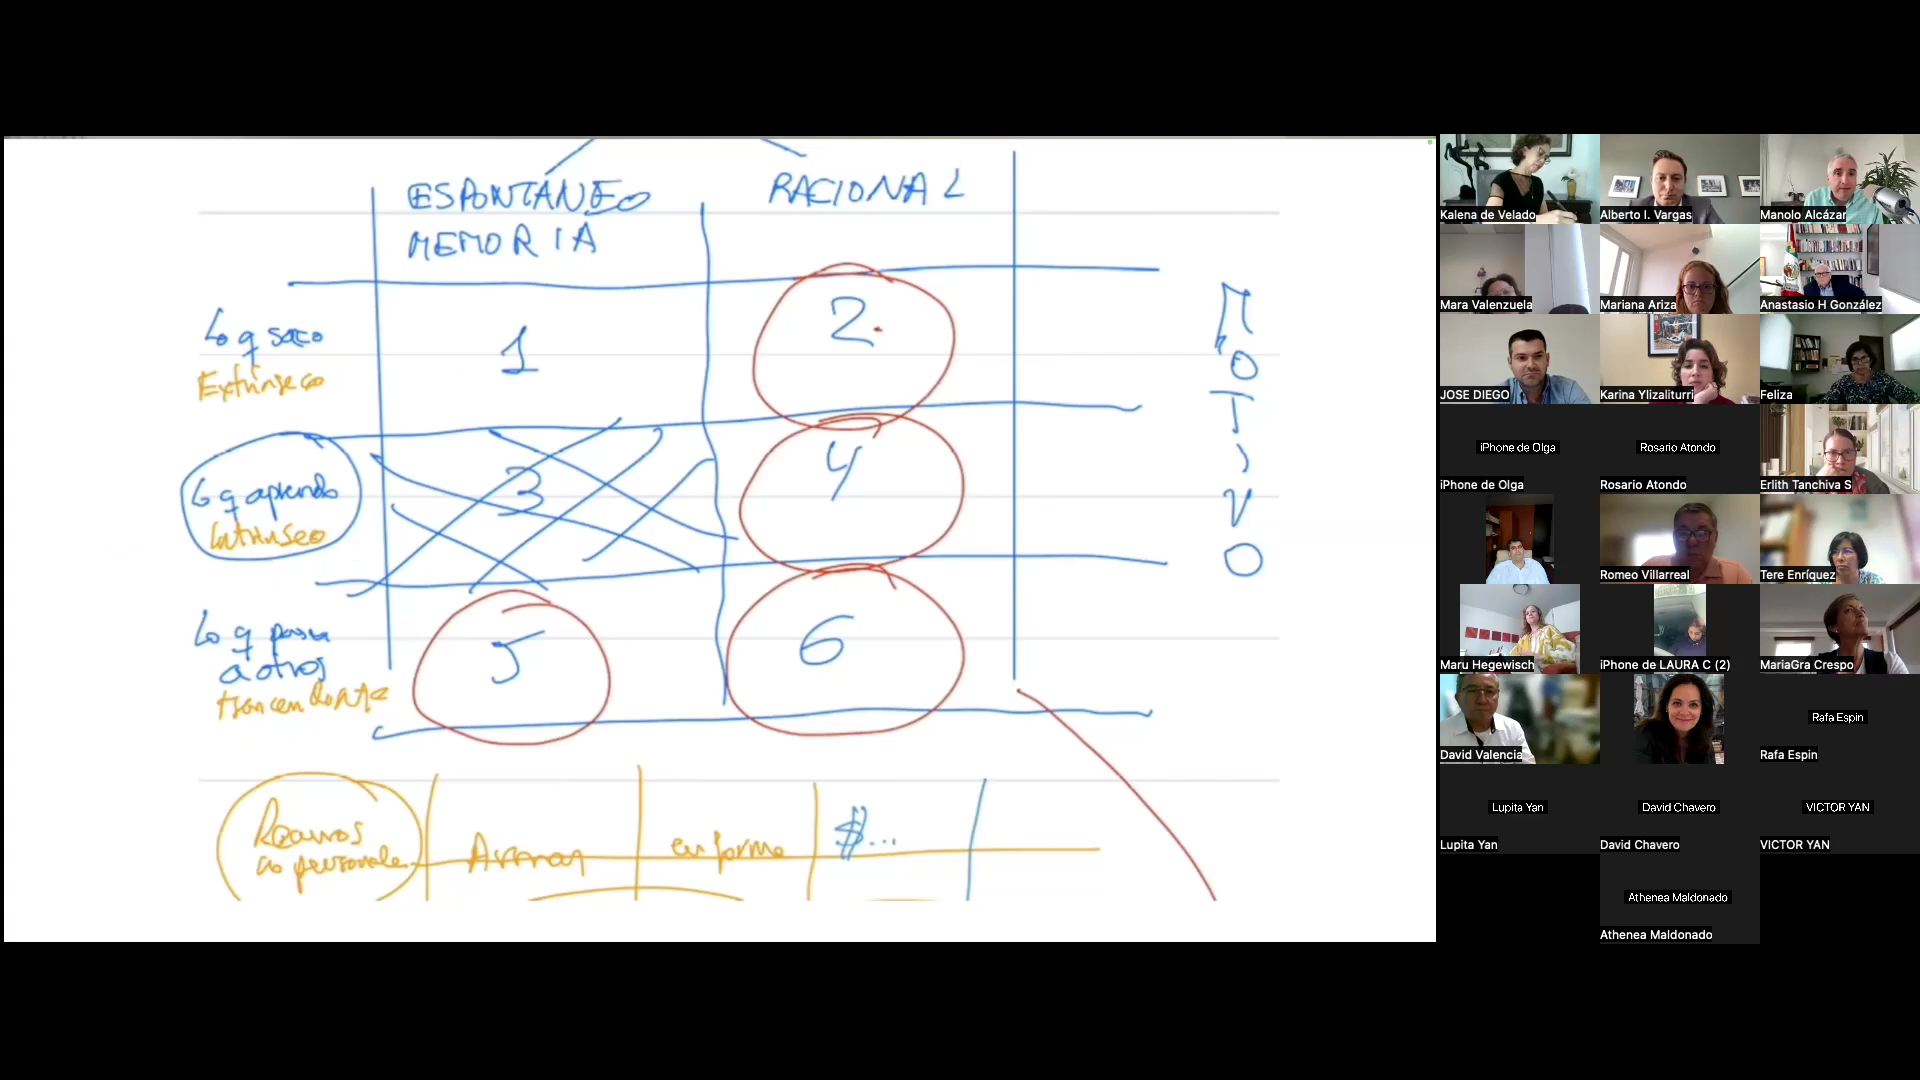 ESPONTÁNEO
MEMORIA
RACIONAL
Lo q saco
Extrínseco
1
2.
MOTIVO
Lo q aprendo
Intrínseco
3
4
Lo q pasa
a otros
trascendente
5
6
Recursos
no personales
en forma
$...
Kalena de Velado
Alberto I. Vargas
Manolo Alcázar
Mara Valenzuela
Mariana Ariza
Anastasio H González
JOSE DIEGO
Karina Ylizaliturri
Feliza
iPhone de Olga
iPhone de Olga
Rosario Atondo
Rosario Atondo
Erlith Tanchiva S
Romeo Villarreal
Tere Enríquez
Maru Hegewisch
iPhone de LAURA C (2)
MariaGra Crespo
David Valencia
Rafa Espin
Rafa Espin
Lupita Yan
Lupita Yan
David Chavero
David Chavero
VICTOR YAN
VICTOR YAN
Athenea Maldonado
Athenea Maldonado